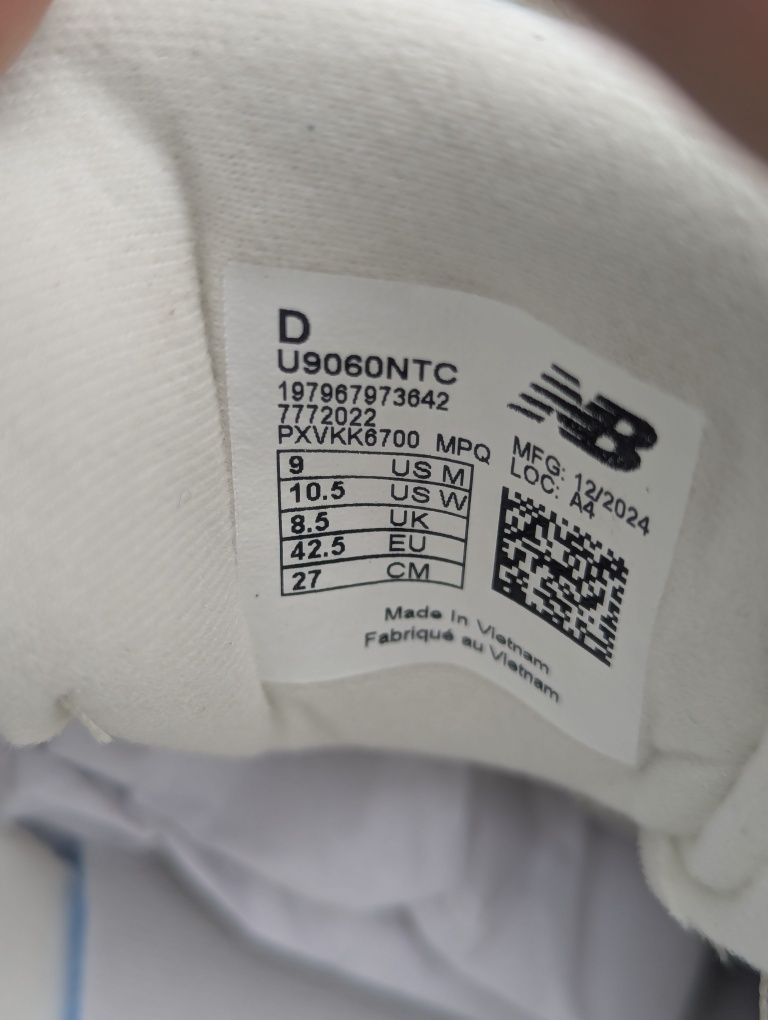 D
U9060NTC
197967973642
7772022
PXVKK6700 MPQ
9 US M
10.5 US W
8.5 UK
42.5 EU
27 CM
NB
MFG: 12/2024
LOC: A4
Made in Vietnam
Fabriqué au Vietnam